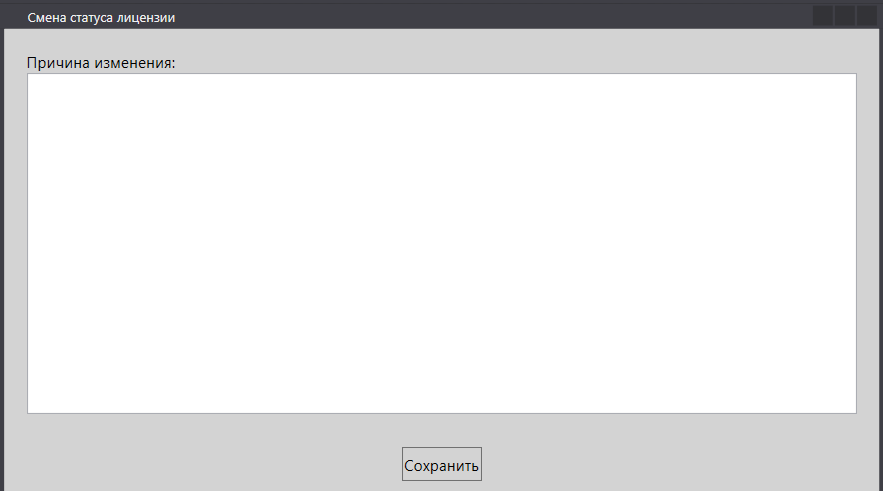 Смена статуса лицензии
Причина изменения:
Сохранить